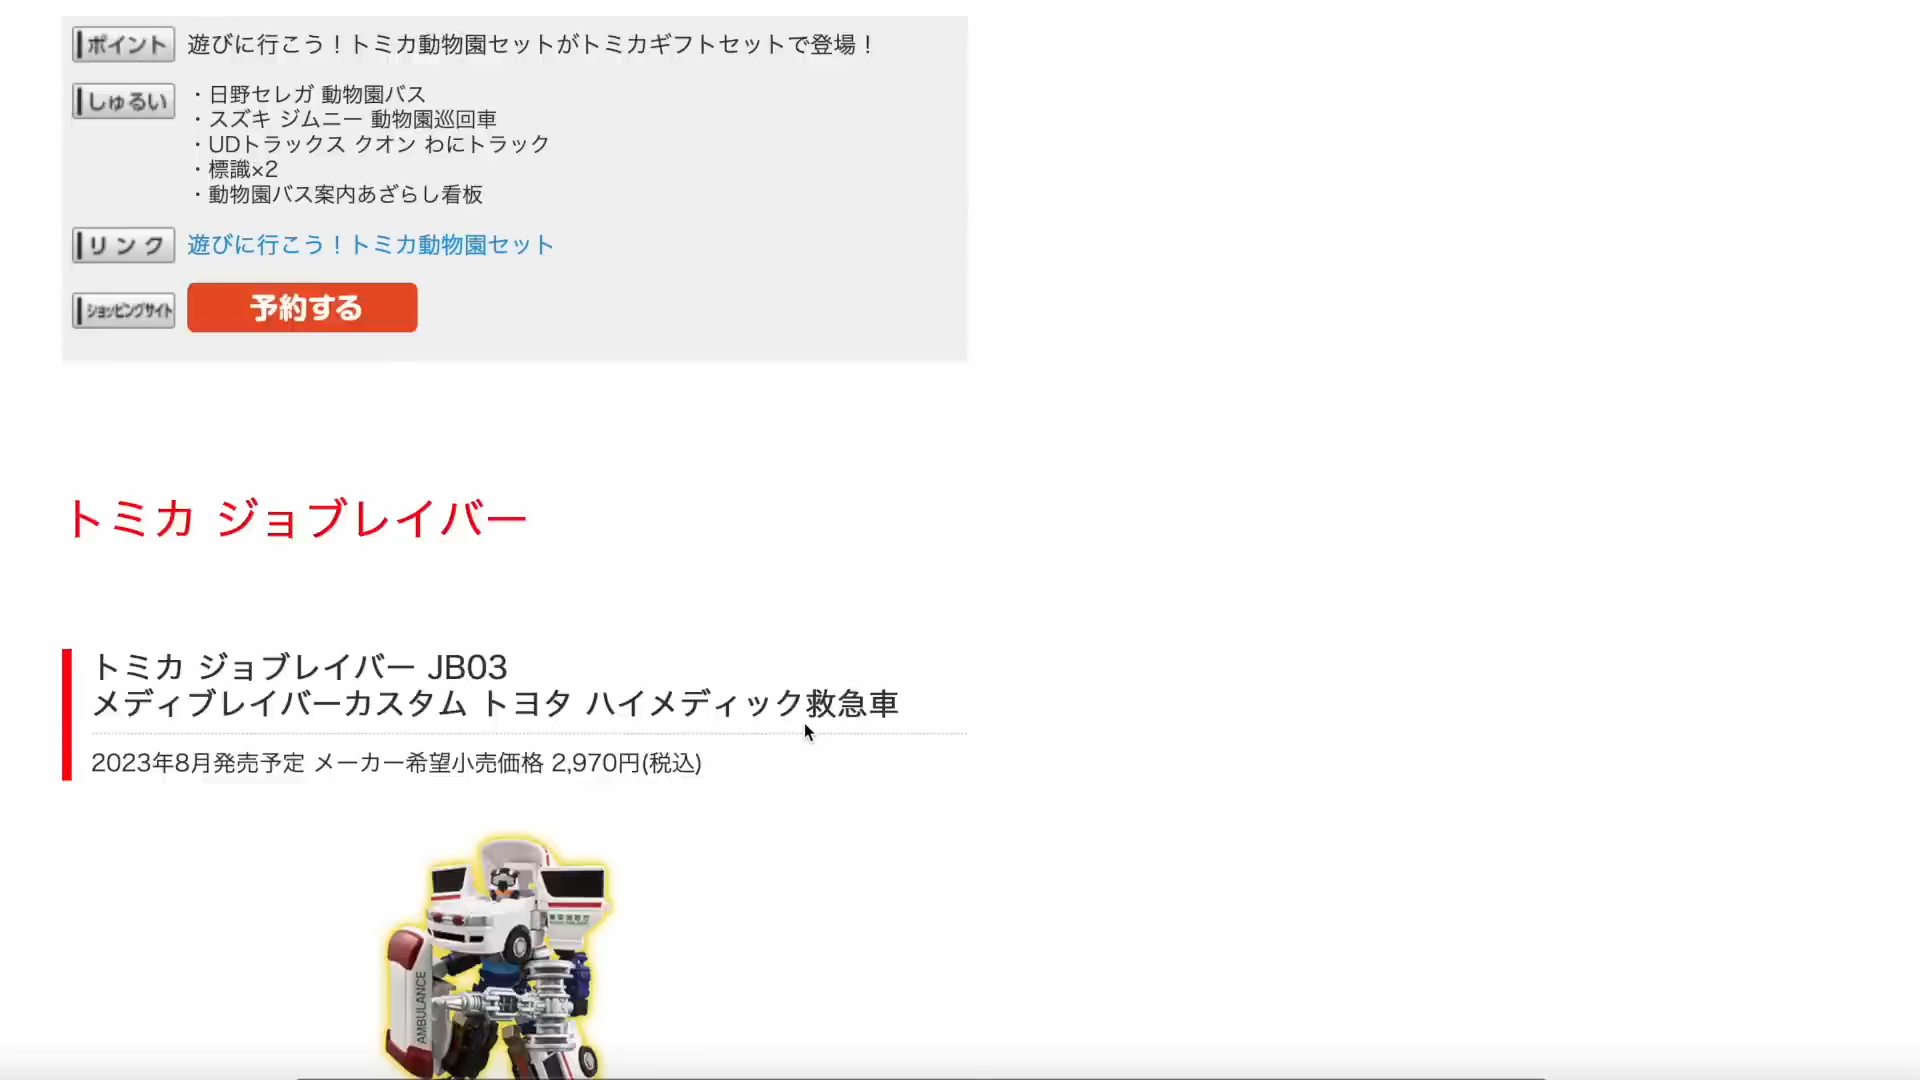 ポイント 遊びに行こう！トミカ動物園セットがトミカギフトセットで登場！
しゅるい ・日野セレガ 動物園バス
・スズキ ジムニー 動物園巡回車
・UDトラックス クオン わにトラック
・標識×2
・動物園バス案内あざらし看板
リンク 遊びに行こう！トミカ動物園セット
ショッピングサイト 予約する
トミカ ジョブレイバー
トミカ ジョブレイバー JB03
メディブレイバーカスタム トヨタ ハイメディック救急車
2023年8月発売予定 メーカー希望小売価格 2,970円(税込)
AMBULANCE